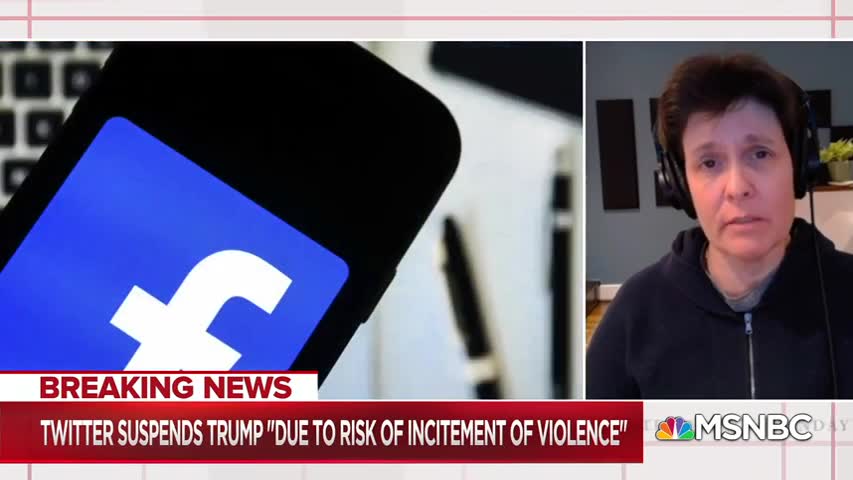 BREAKING NEWS
TWITTER SUSPENDS TRUMP "DUE TO RISK OF INCITEMENT OF VIOLENCE"
MSNBC